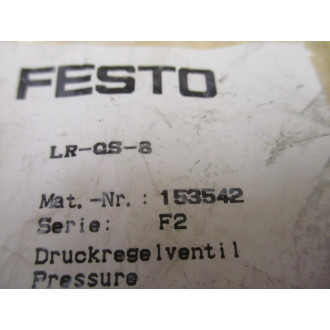 FESTO
LR-QS-8
Mat.-Nr.: 153542
Serie: F2
Druckregelventil
Pressure